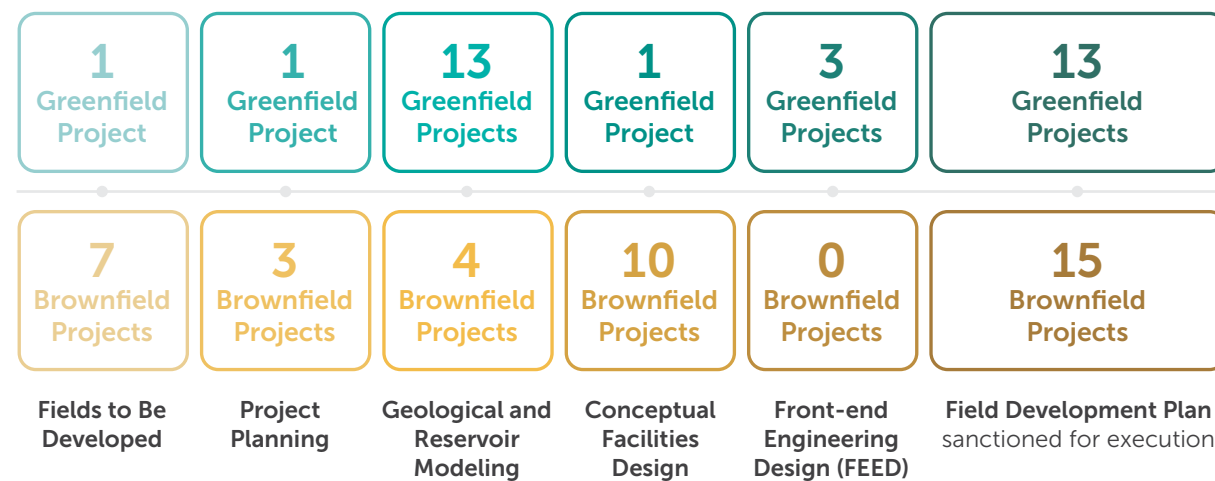 1
Greenfield
Project
1
Greenfield
Project
13
Greenfield
Projects
1
Greenfield
Project
3
Greenfield
Projects
13
Greenfield
Projects
7
Brownfield
Projects
3
Brownfield
Projects
4
Brownfield
Projects
10
Brownfield
Projects
0
Brownfield
Projects
15
Brownfield
Projects
Fields to Be
Developed
Project
Planning
Geological and
Reservoir
Modeling
Conceptual
Facilities
Design
Front-end
Engineering
Design (FEED)
Field Development Plan
sanctioned for execution